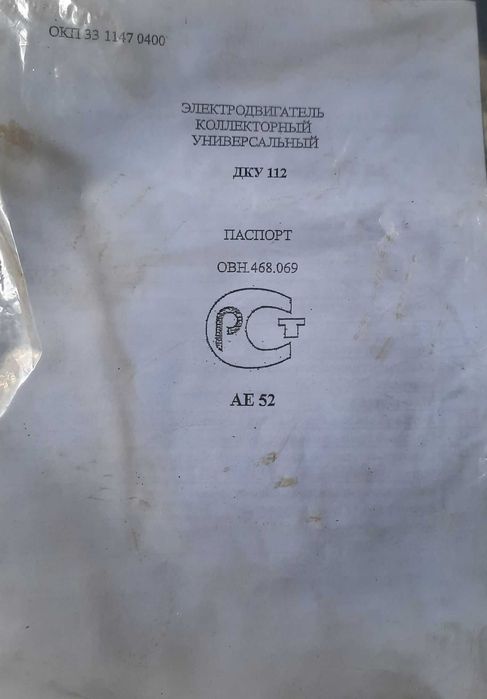 ОКП 33 1147 0400
ЭЛЕКТРОДВИГАТЕЛЬ
КОЛЛЕКТОРНЫЙ
УНИВЕРСАЛЬНЫЙ
ДКУ 112
ПАСПОРТ
ОВН.468.069
РСТ
АЕ 52